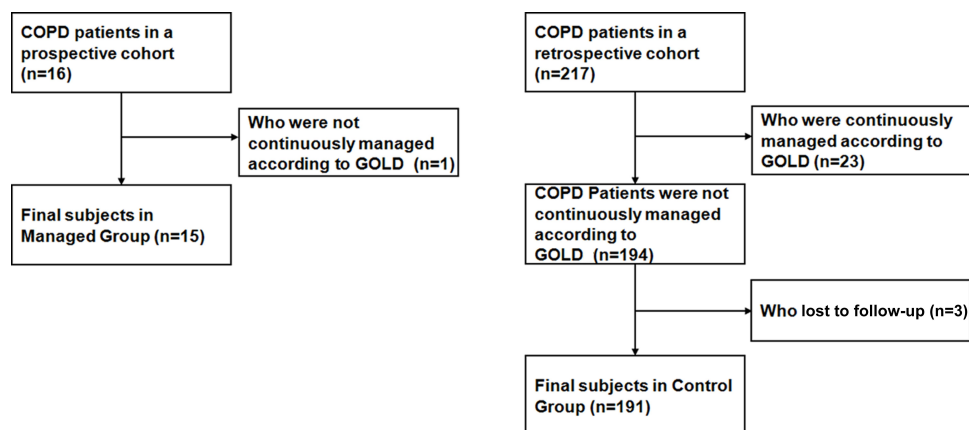 COPD patients in a
prospective cohort
(n=16)
Who were not
continuously managed
according to GOLD (n=1)
Final subjects in
Managed Group (n=15)
COPD patients in a
retrospective cohort
(n=217)
Who were continuously
managed according to
GOLD (n=23)
COPD Patients were not
continuously managed
according to
GOLD (n=194)
Who lost to follow-up (n=3)
Final subjects in Control
Group (n=191)